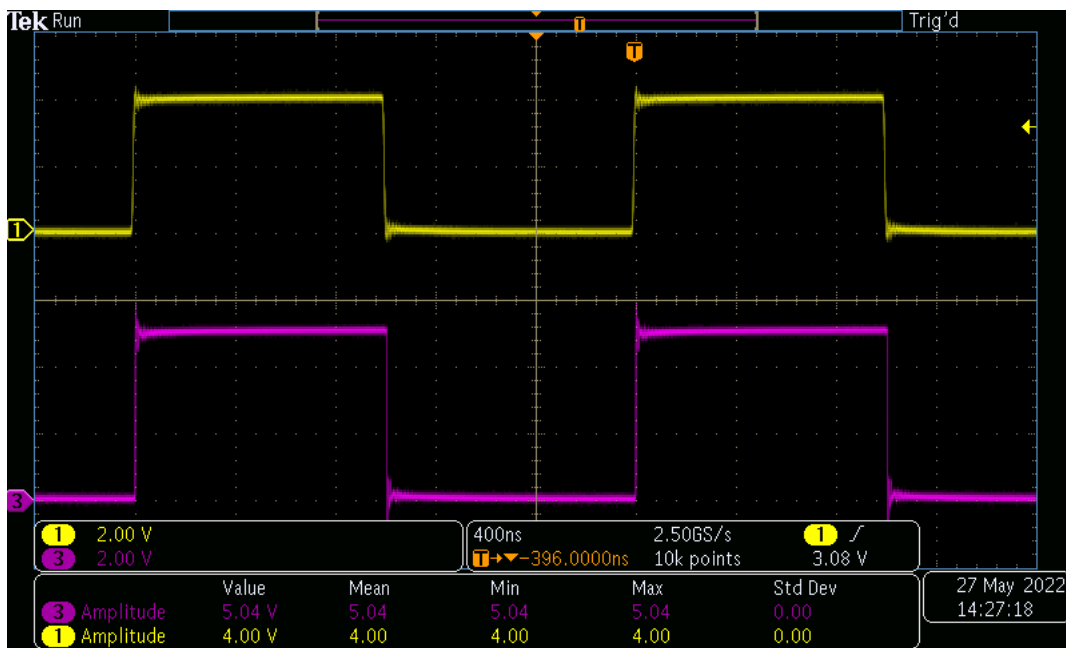 Tek Run Trig'd
T
T
1
3
1 2.00 V 400ns 2.50GS/s 1
3 2.00 V T→▼-396.0000ns 10k points 3.08 V
Value Mean Min Max Std Dev
3 Amplitude 5.04 V 5.04 5.04 5.04 0.00
1 Amplitude 4.00 V 4.00 4.00 4.00 0.00
27 May 2022
14:27:18